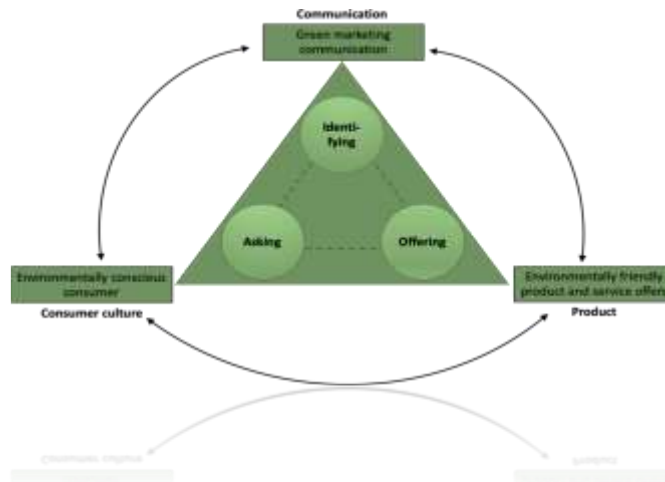 Communication
Green marketing
communication
Identi-
fying
Asking
Offering
Environmentally conscious
consumer
Consumer culture
Environmentally friendly
product and service offers
Product